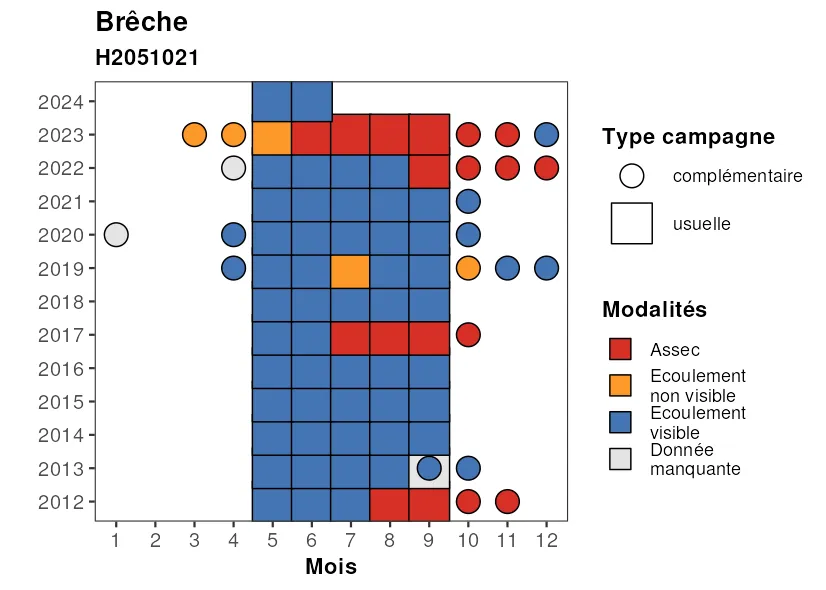 Brêche
H2051021
2024
2023
2022
2021
2020
2019
2018
2017
2016
2015
2014
2013
2012
1 2 3 4 5 6 7 8 9 10 11 12
Mois
Type campagne
complémentaire
usuelle
Modalités
Assec
Ecoulement
non visible
Ecoulement
visible
Donnée
manquante